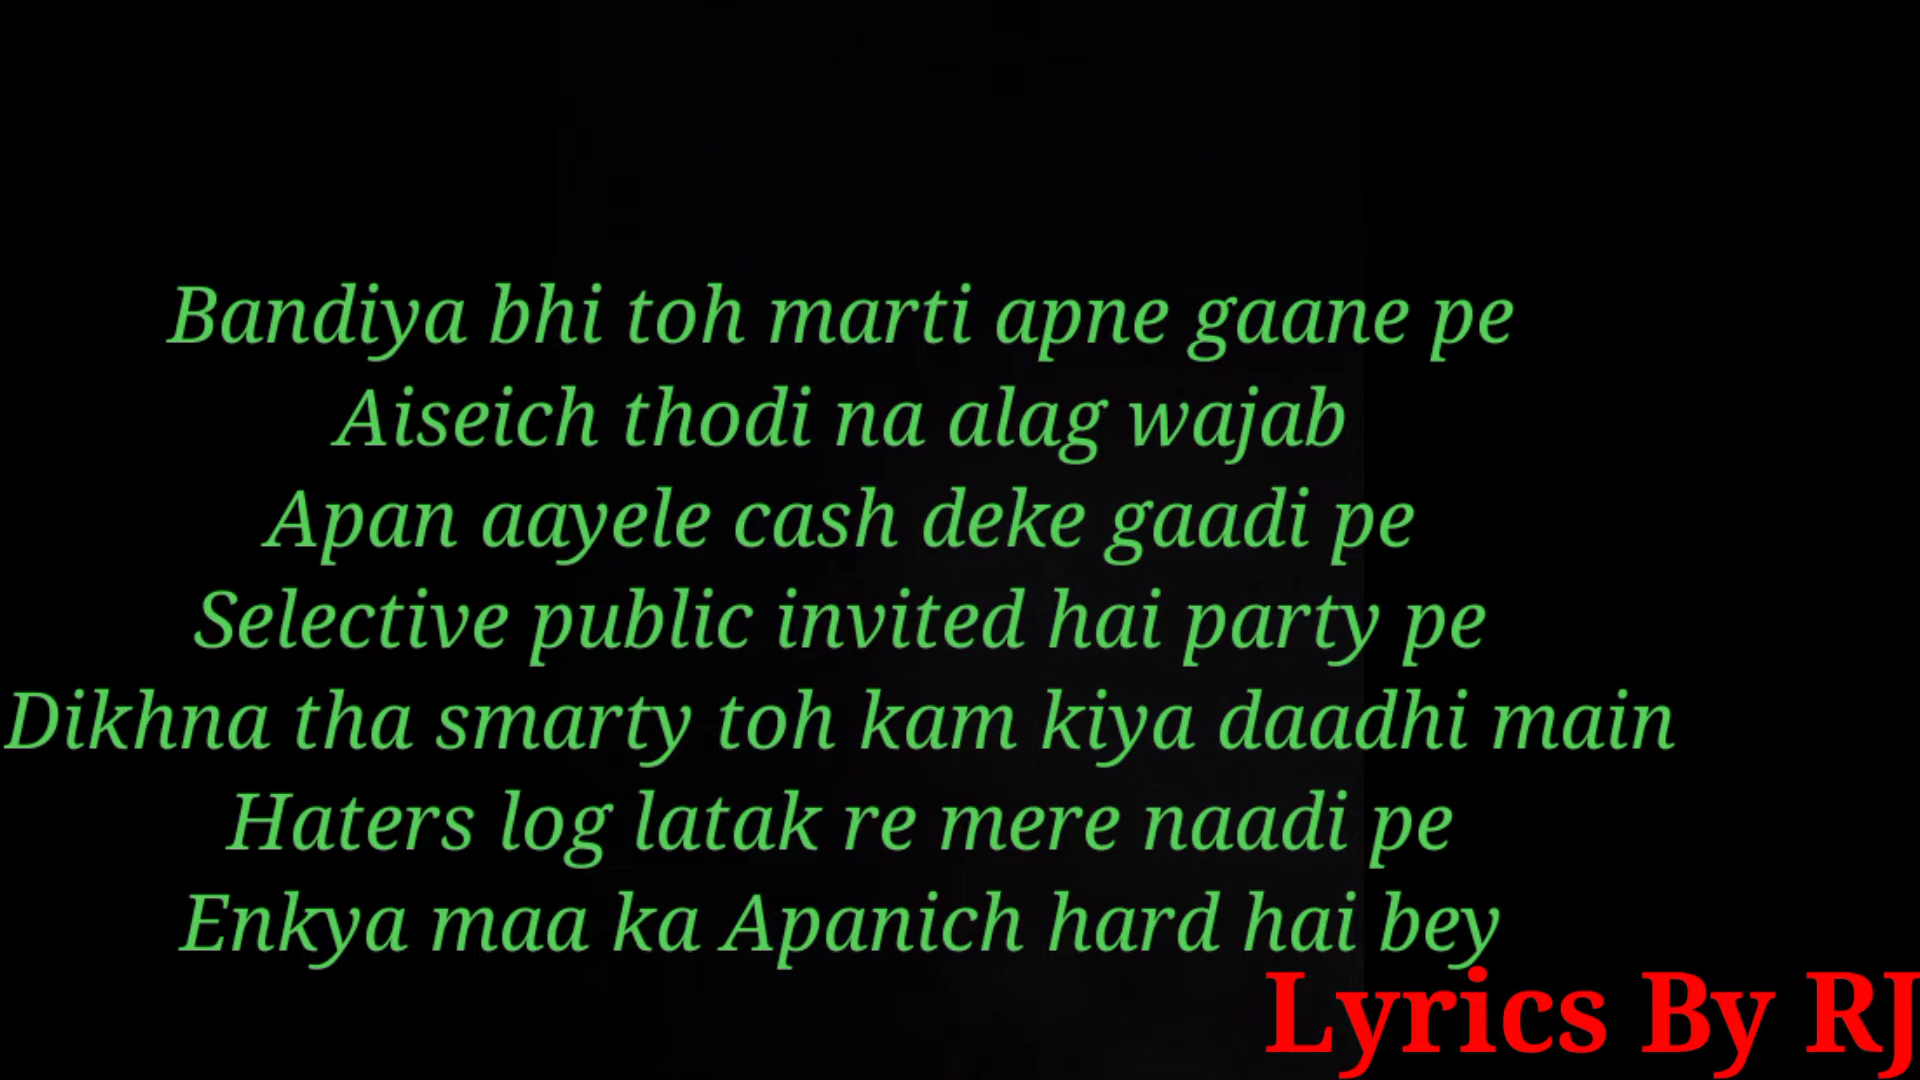 Bandiya bhi toh marti apne gaane pe
Aiseich thodi na alag wajab
Apan aayele cash deke gaadi pe
Selective public invited hai party pe
Dikhna tha smarty toh kam kiya daadhi main
Haters log latak re mere naadi pe
Enkya maa ka Apanich hard hai bey
Lyrics By RJ